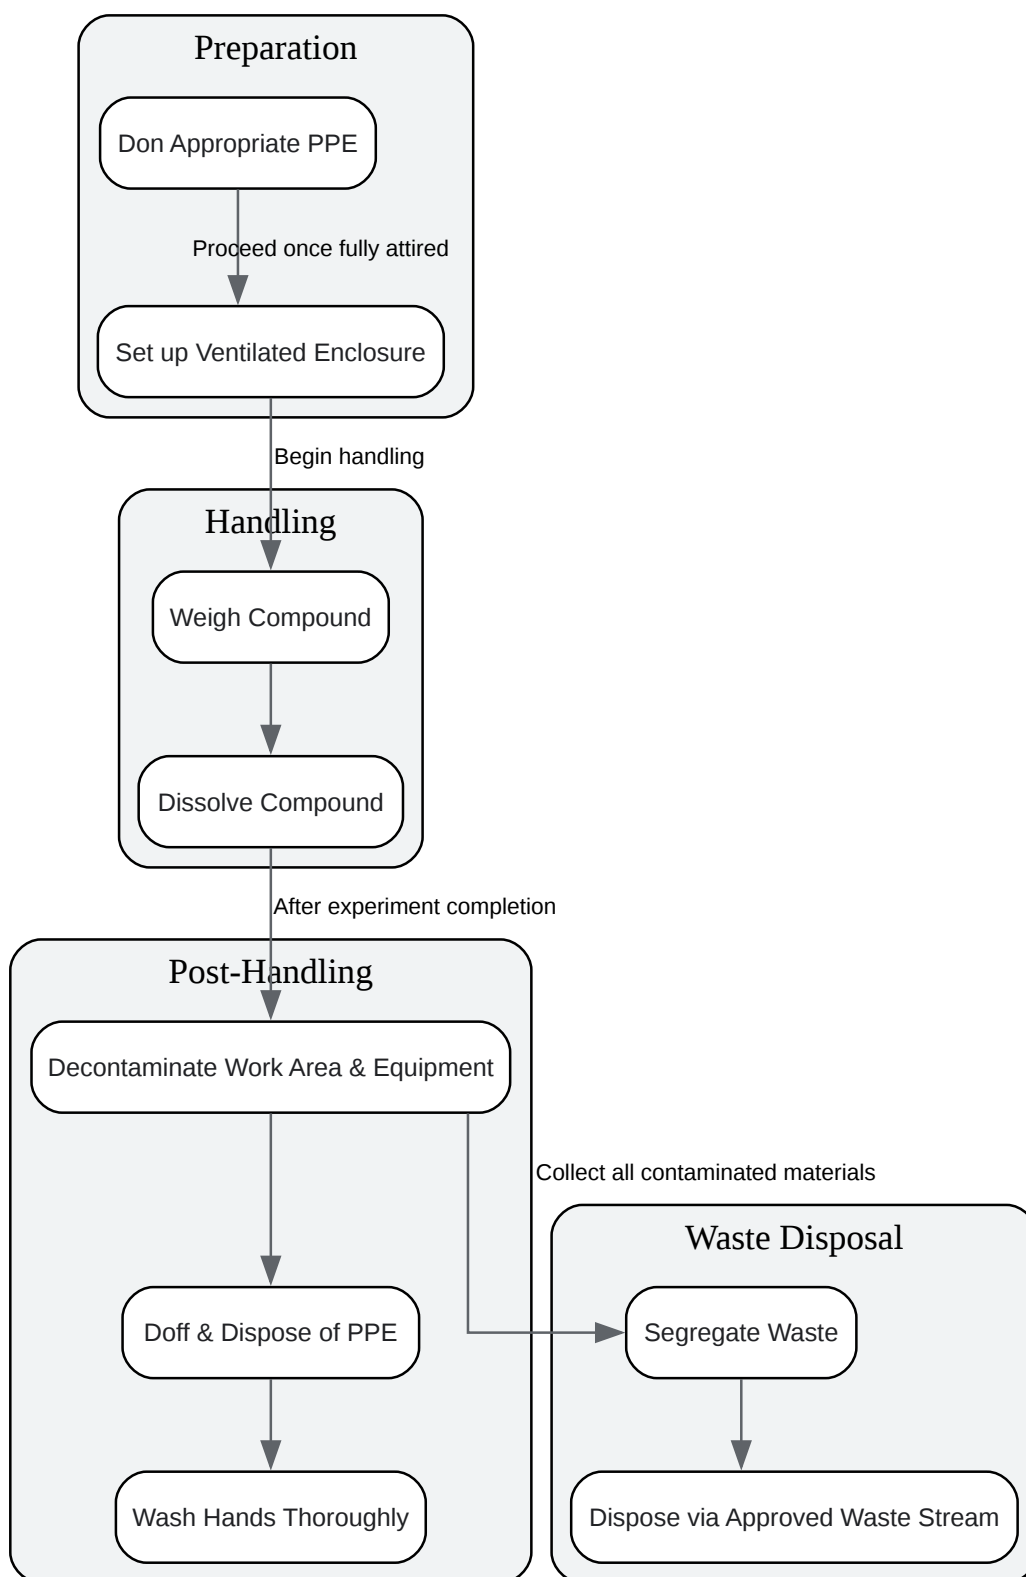 Preparation
Don Appropriate PPE
Proceed once fully attired
Set up Ventilated Enclosure
Begin handling
Handling
Weigh Compound
Dissolve Compound
After experiment completion
Post-Handling
Decontaminate Work Area & Equipment
Collect all contaminated materials
Waste Disposal
Doff & Dispose of PPE
Segregate Waste
Wash Hands Thoroughly
Dispose via Approved Waste Stream